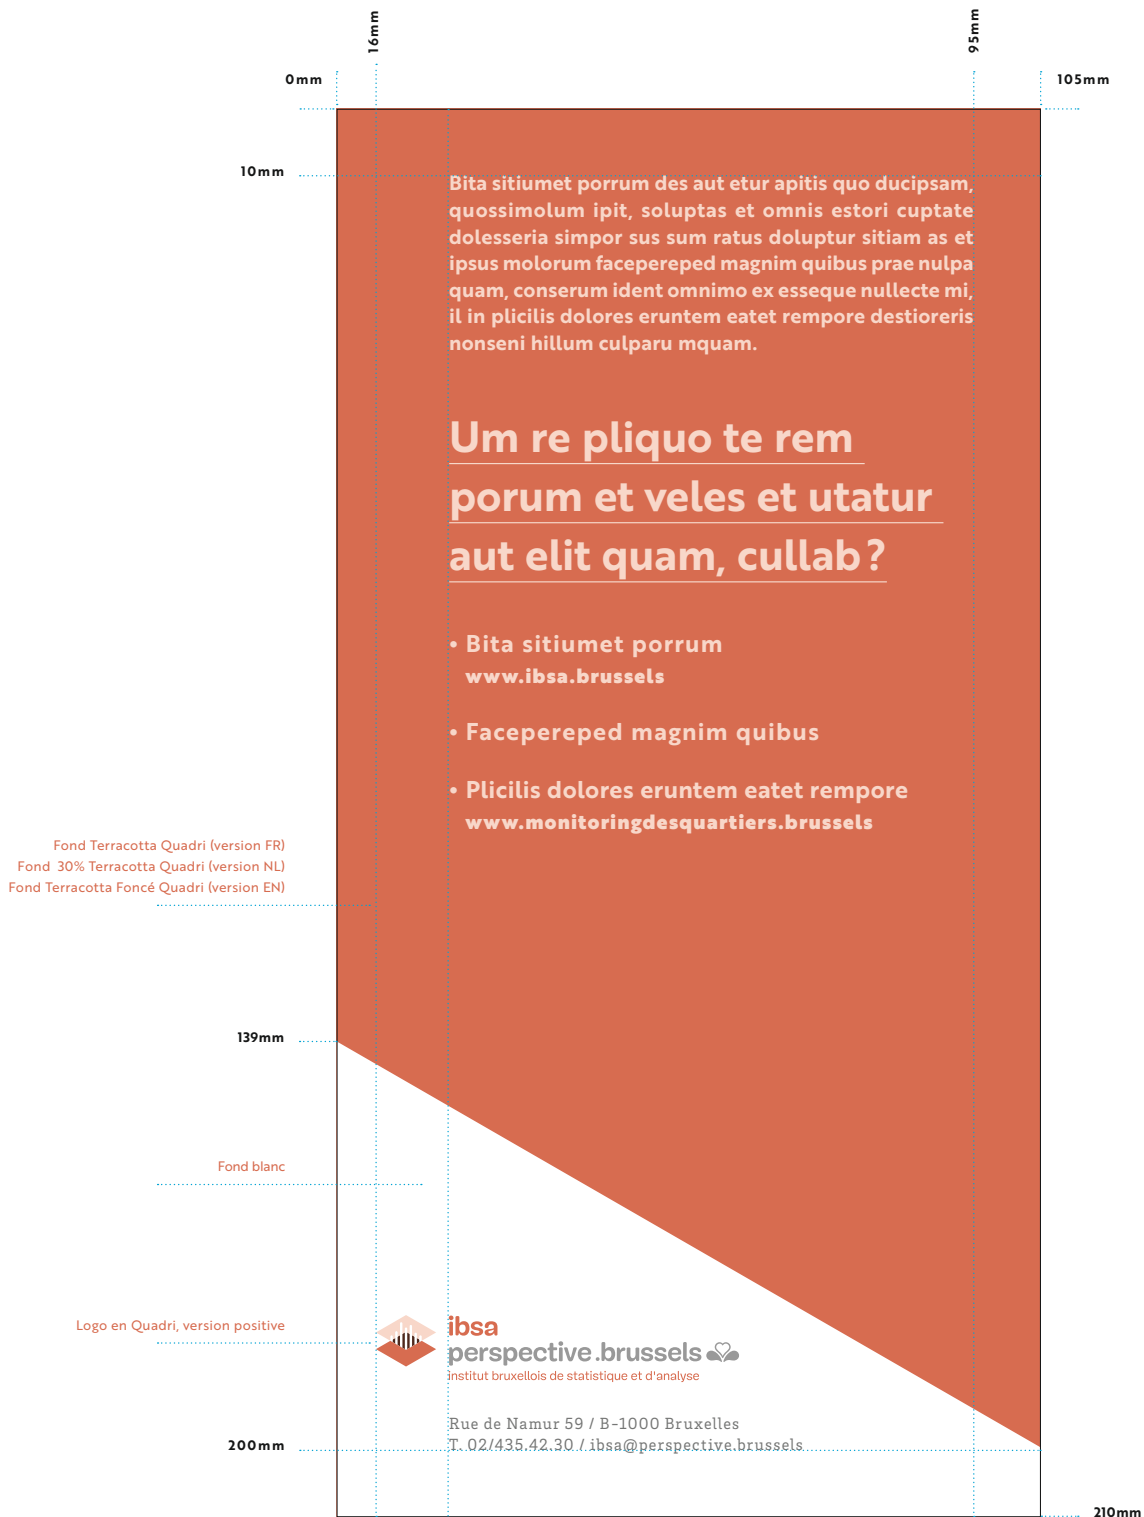 16mm
95mm
0mm
105mm
10mm
Bita sitiumet porrum des aut etur apitis quo ducipsam,
quossimolum ipit, soluptas et omnis estori cuptate
dolesseria simpor sus sum ratus doluptur sitiam as et
ipsus molorum facepereped magnim quibus prae nulpa
quam, conserum ident omnimo ex esseque nullecte mi,
il in plicilis dolores eruntem eatet rempore destioreris
nonseni hillum culparu mquam.
Um re pliquo te rem
porum et veles et utatur
aut elit quam, cullab ?
• Bita sitiumet porrum
www.ibsa.brussels
• Facepereped magnim quibus
• Plicilis dolores eruntem eatet rempore
www.monitoringdesquartiers.brussels
Fond Terracotta Quadri (version FR)
Fond 30% Terracotta Quadri (version NL)
Fond Terracotta Foncé Quadri (version EN)
139mm
Fond blanc
Logo en Quadri, version positive
ibsa
perspective.brussels
institut bruxellois de statistique et d'analyse
Rue de Namur 59 / B-1000 Bruxelles
T. 02/435.42.30 / ibsa@perspective.brussels
200mm
210mm